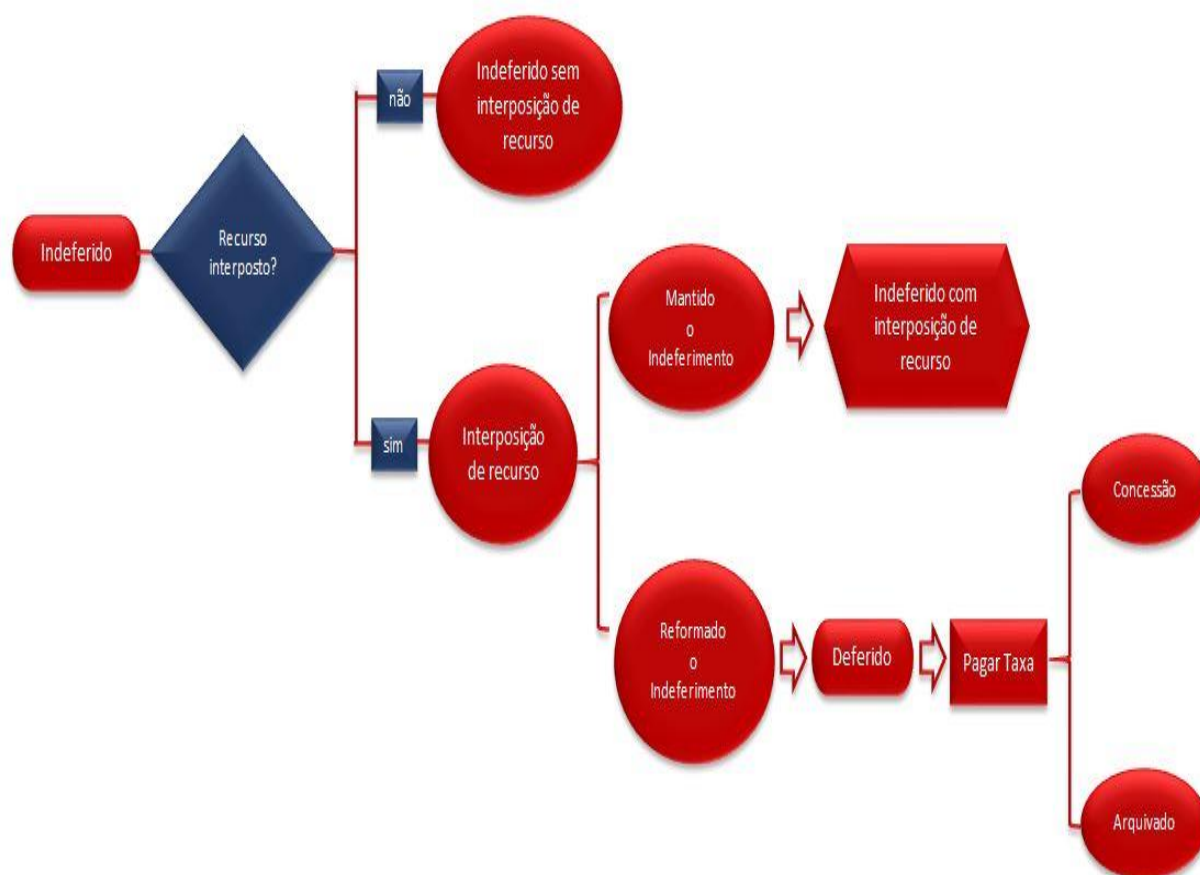 Indeferido
Recurso
interposto?
não
Indeferido sem
interposição de
recurso
sim
Interposição
de recurso
Mantido
o
Indeferimento
Indeferido com
interposição de
recurso
Reformado
o
Indeferimento
Deferido
Pagar Taxa
Concessão
Arquivado